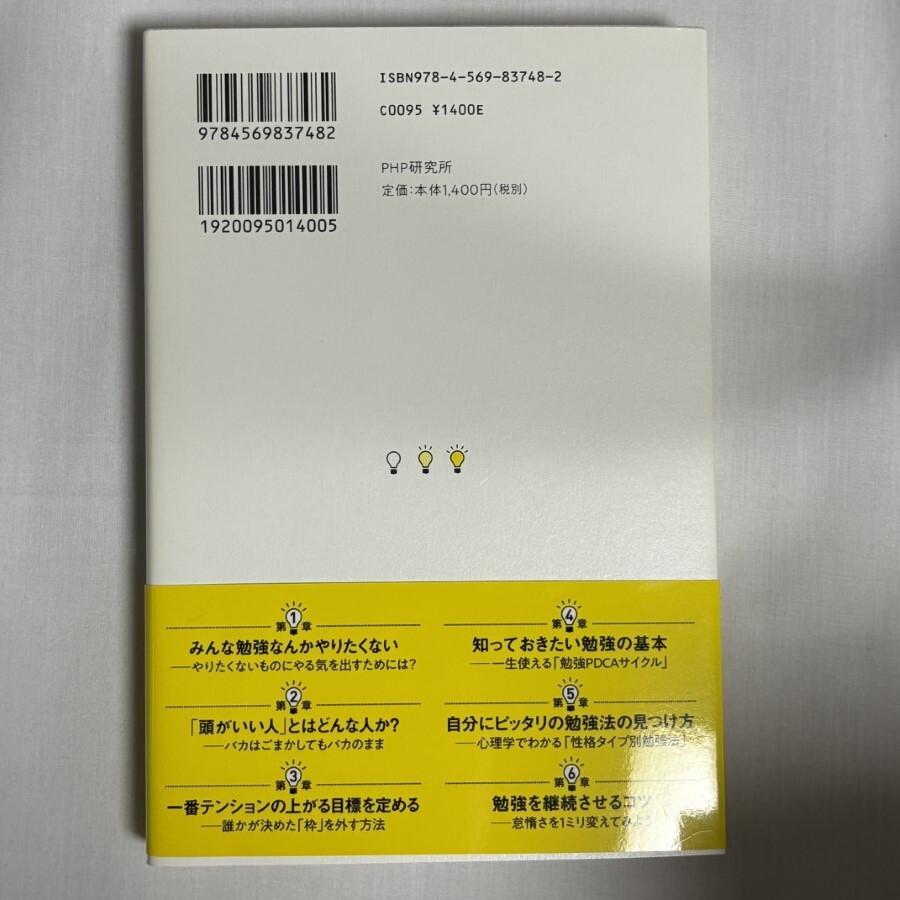 ISBN978-4-569-83748-2
C0095 ¥1400E
9784569837482
PHP研究所
定価:本体1,400円(税別)
1920095014005
第1章
みんな勉強なんかやりたくない
——やりたくないものにやる気を出すためには?
第2章
「頭がいい人」とはどんな人か?
——バカはごまかしてもバカのまま
第3章
一番テンションの上がる目標を定める
——誰かが決めた「枠」を外す方法
第4章
知っておきたい勉強の基本
——一生使える「勉強PDCAサイクル」
第5章
自分にピッタリの勉強法の見つけ方
——心理学でわかる「性格タイプ別勉強法」
第6章
勉強を継続させるコツ
——怠惰さを1ミリ変えてみよう